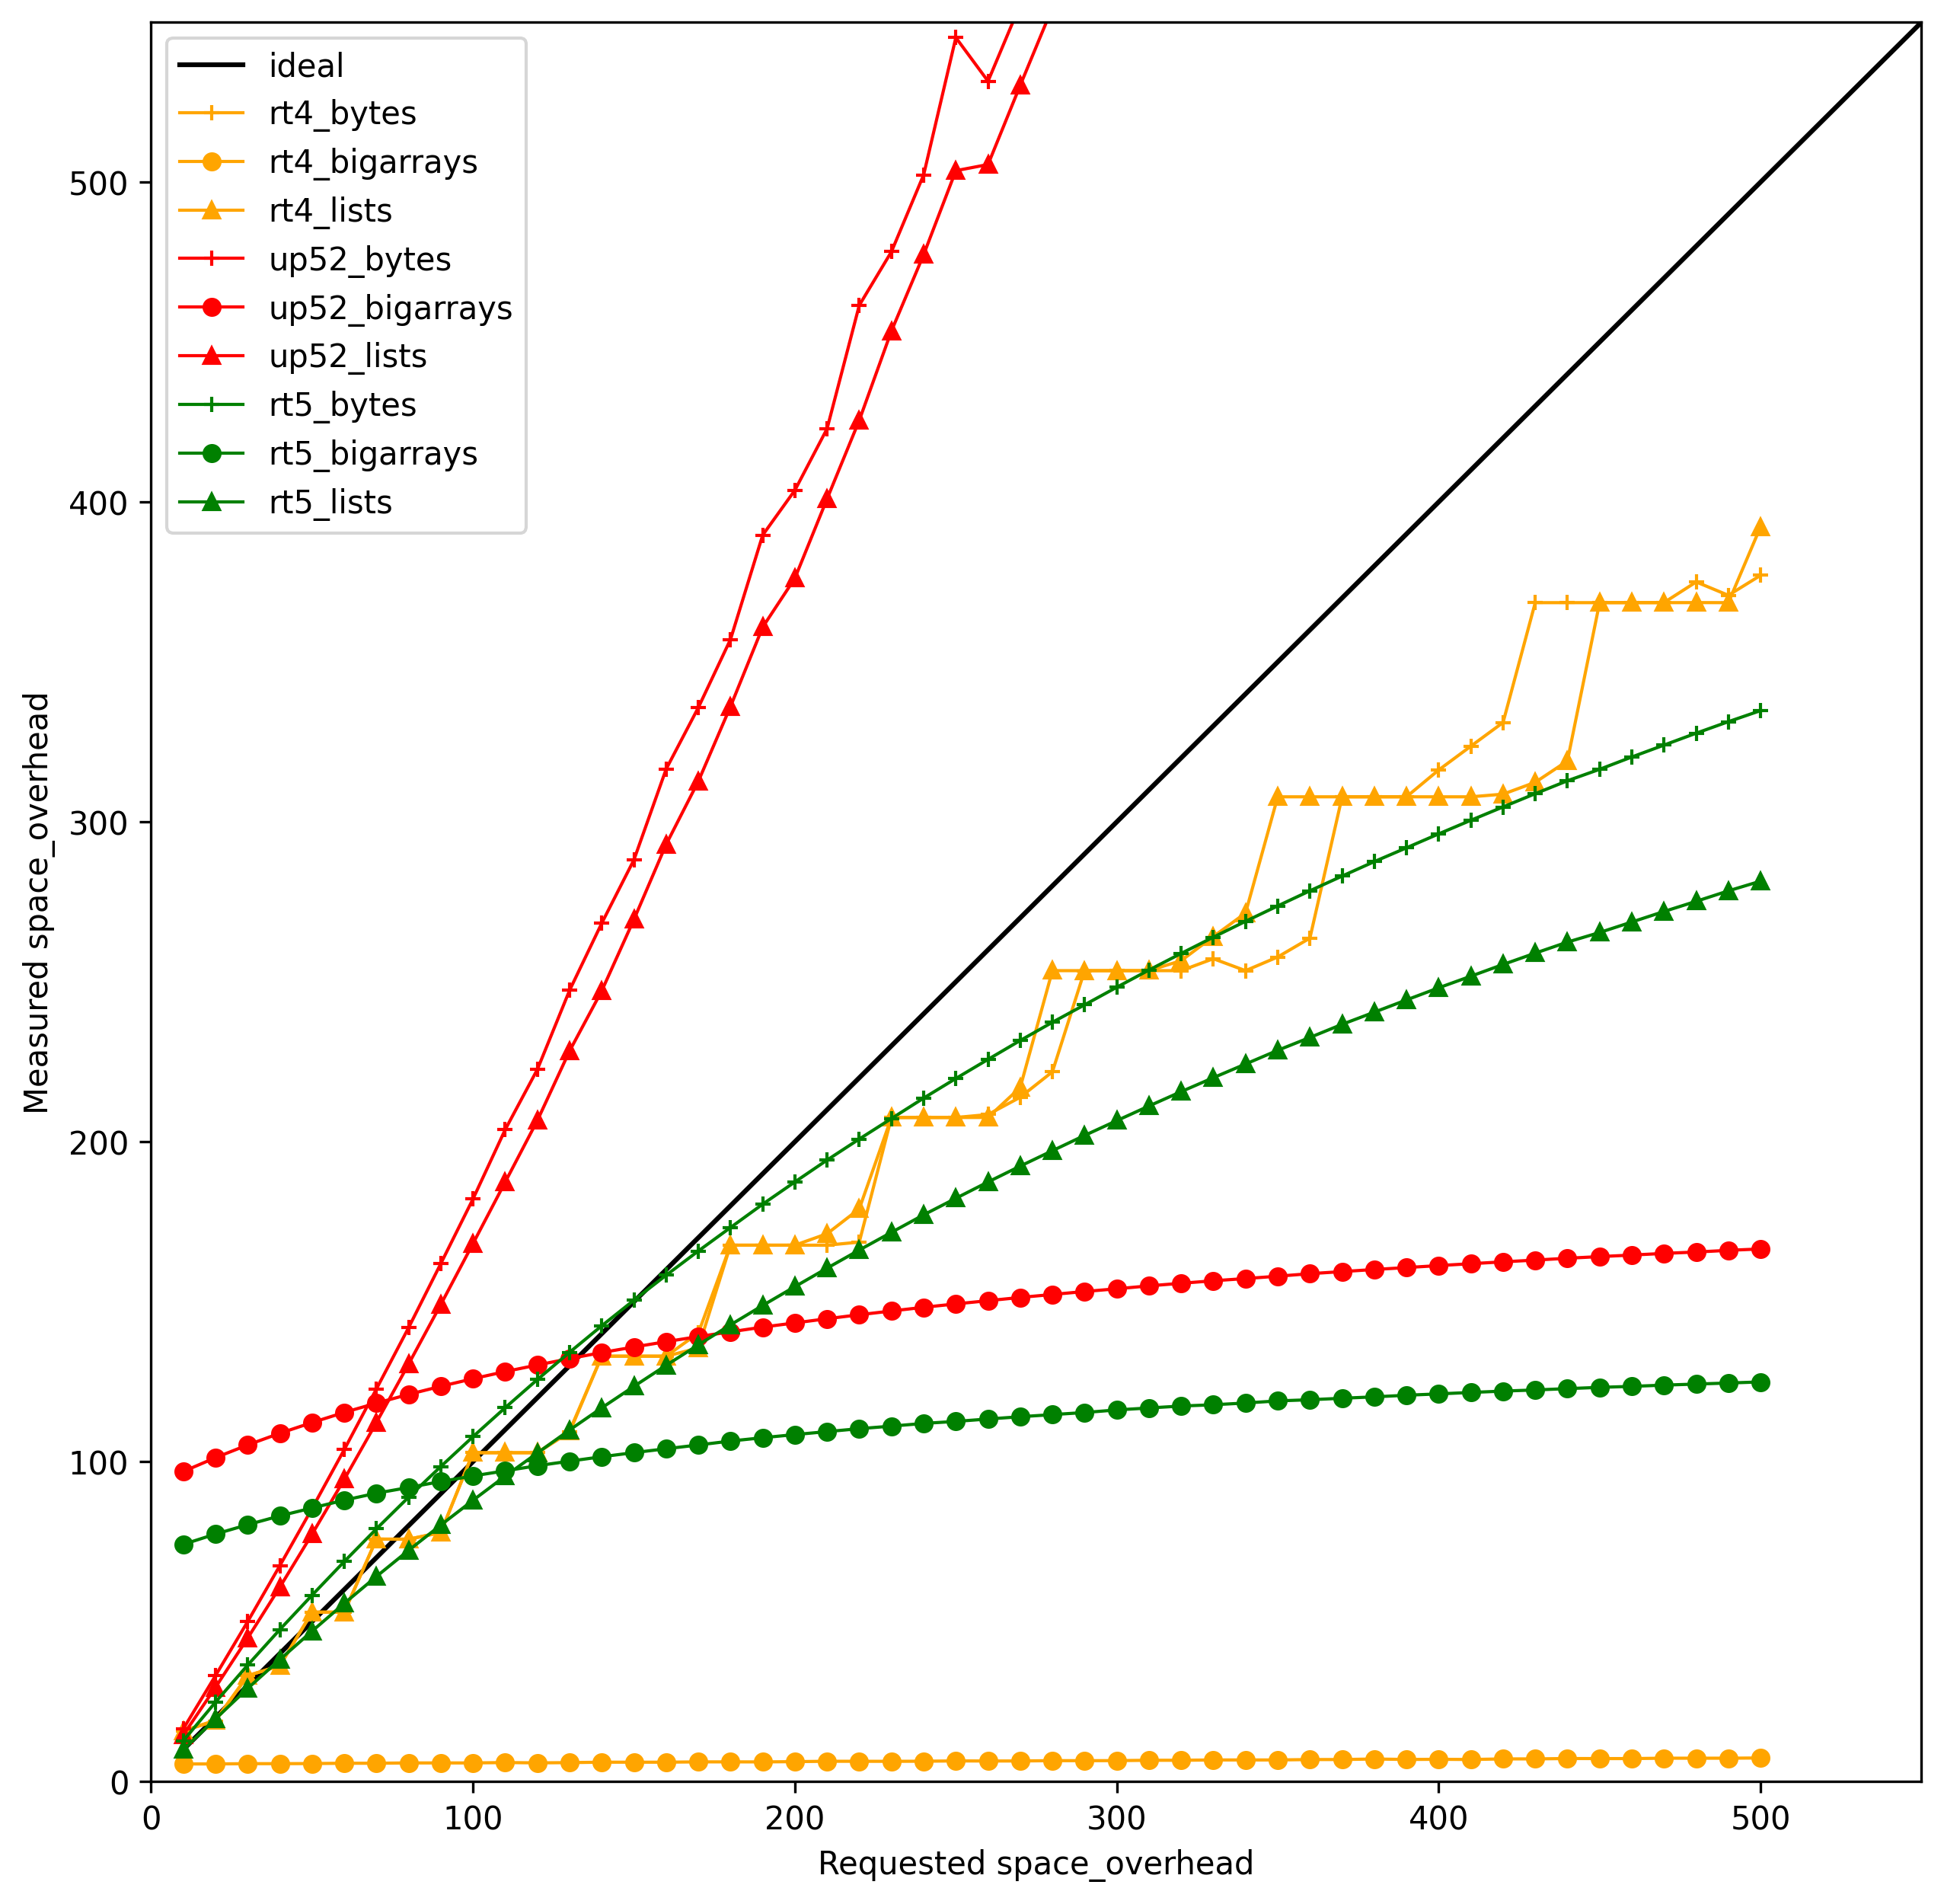 ideal
rt4_bytes
rt4_bigarrays
rt4_lists
up52_bytes
up52_bigarrays
up52_lists
rt5_bytes
rt5_bigarrays
rt5_lists
Measured space_overhead
500
400
300
200
100
0
0 100 200 300 400 500
Requested space_overhead